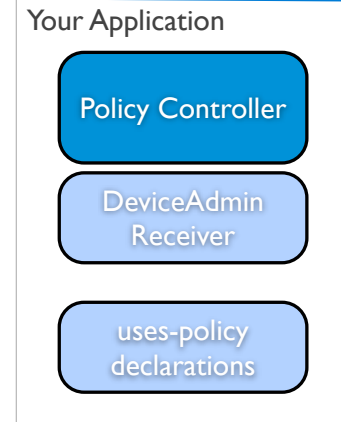 Your Application
Policy Controller
DeviceAdmin
Receiver
uses-policy
declarations